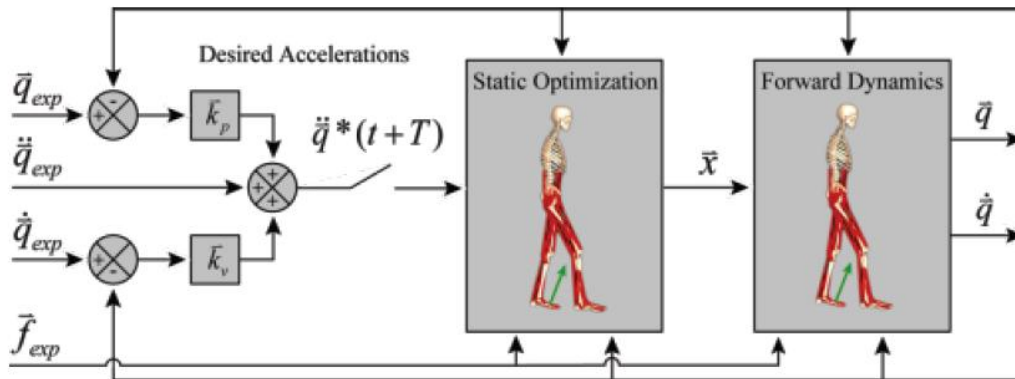 Desired Accelerations
Static Optimization
Forward Dynamics
q⃗ exp
-
+
k⃗ p
q̈⃗ *(t+T)
q⃗
q̈⃗ exp
+
+
+
x⃗
q̇⃗
q̇⃗ exp
+
-
k⃗ v
f⃗ exp